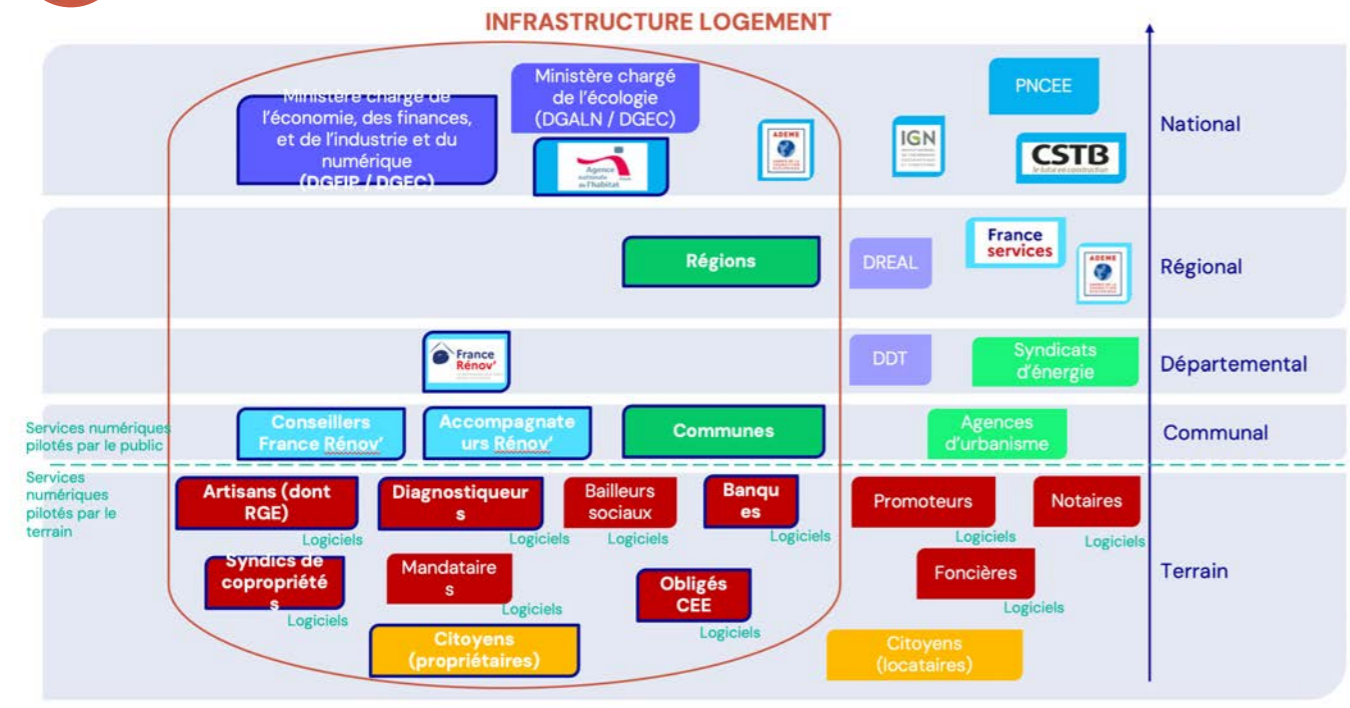 INFRASTRUCTURE LOGEMENT
Ministère chargé de
l'économie, des finances,
et de l'industrie et du
numérique
(DGFIP / DGEC)
Ministère chargé
de l'écologie
(DGALN / DGEC)
Agence
nationale
de l'habitat
ADEME
IGN
PNCEE
CSTB
le futur en construction
National
Régions
DREAL
France
services
ADEME
Régional
France
Rénov'
DDT
Syndicats
d'énergie
Départemental
Services numériques
pilotés par le public
Conseillers
France Rénov'
Accompagnate
urs Rénov'
Communes
Agences
d'urbanisme
Communal
Services
numériques
pilotés par le
terrain
Artisans (dont
RGE)
Logiciels
Diagnostiqueur
s
Logiciels
Bailleurs
sociaux
Logiciels
Banqu
es
Logiciels
Promoteurs
Logiciels
Notaires
Logiciels
Syndics de
copropriété
s
Logiciels
Mandataire
s
Logiciels
Obligés
CEE
Logiciels
Foncières
Logiciels
Terrain
Citoyens
(propriétaires)
Citoyens
(locataires)